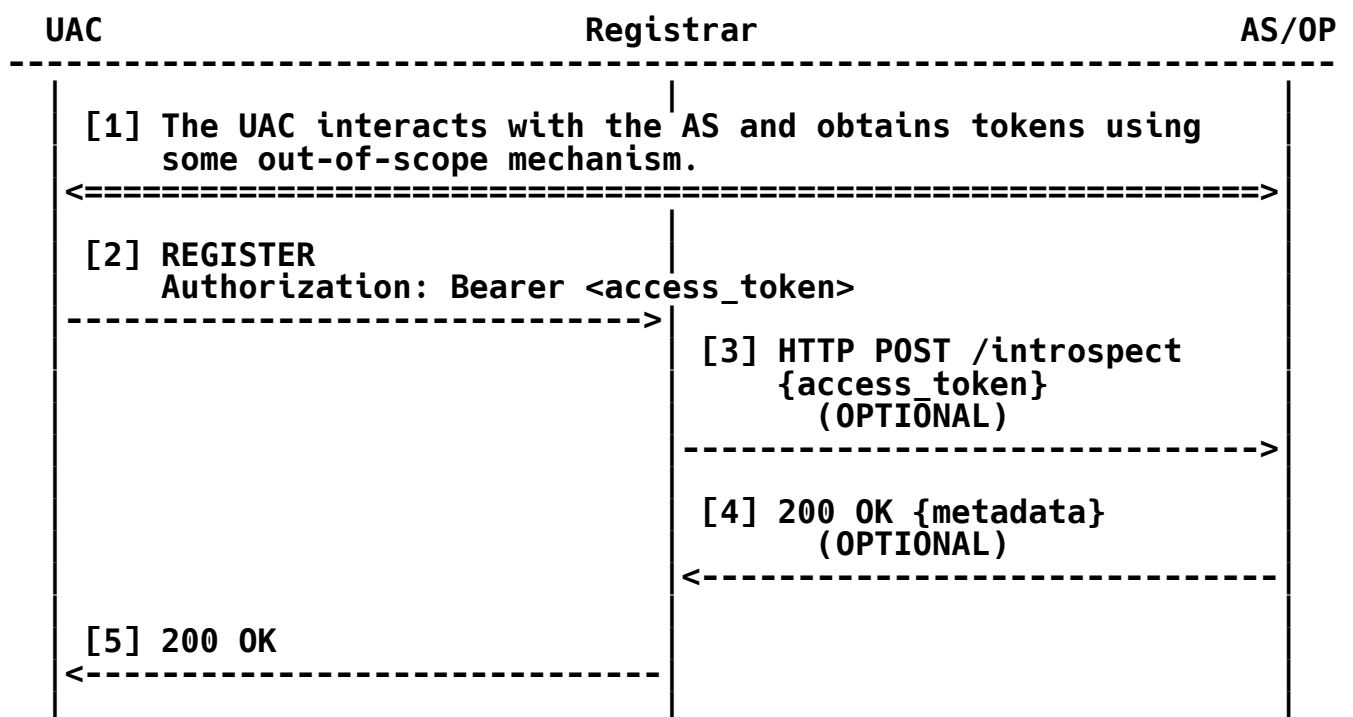 UAC Registrar AS/OP
[1] The UAC interacts with the AS and obtains tokens using
some out-of-scope mechanism.
[2] REGISTER
Authorization: Bearer <access_token>
[3] HTTP POST /introspect
{access_token}
(OPTIONAL)
[4] 200 OK {metadata}
(OPTIONAL)
[5] 200 OK